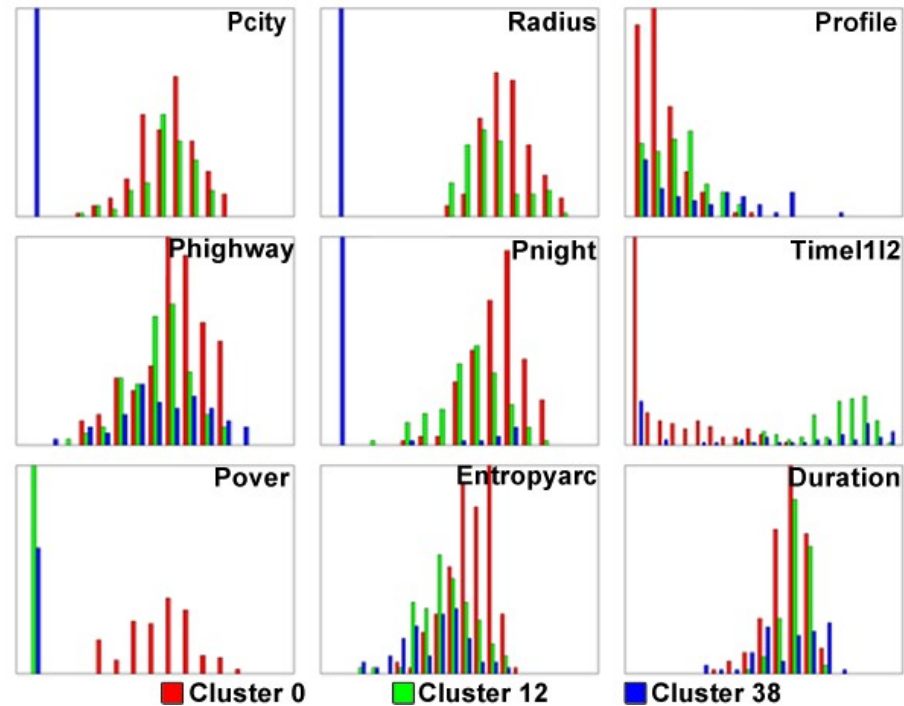 Pcity
Radius
Profile
Phighway
Pnight
Timel1l2
Pover
Entropyarc
Duration
Cluster 0
Cluster 12
Cluster 38